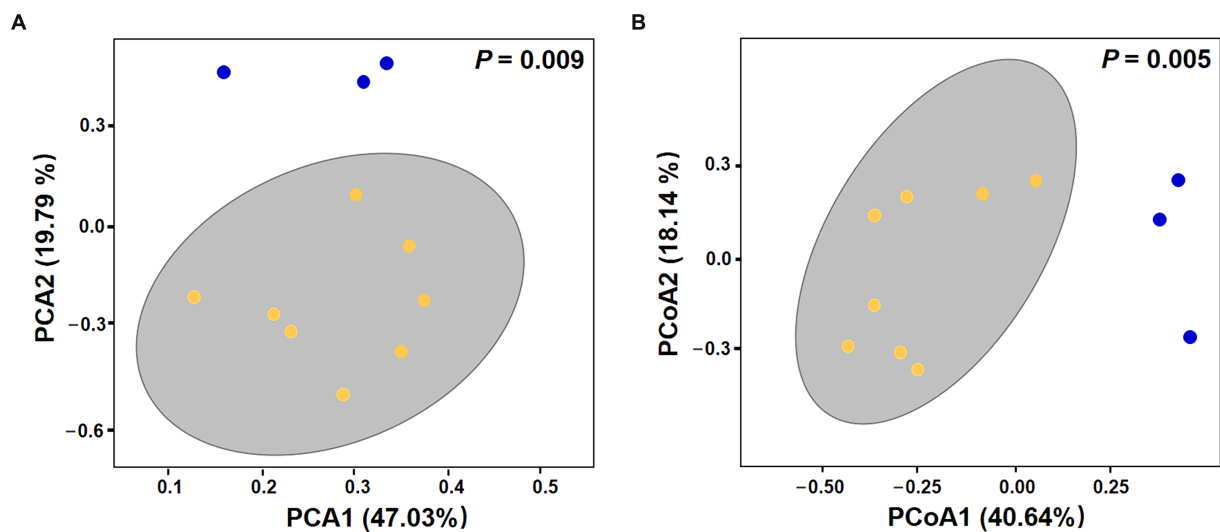 A
P = 0.009
0.3
0.0
−0.3
−0.6
PCA2 (19.79 %)
0.1 0.2 0.3 0.4 0.5
PCA1 (47.03%)
B
P = 0.005
0.3
0.0
−0.3
PCoA2 (18.14 %)
−0.50 −0.25 0.00 0.25
PCoA1 (40.64%)